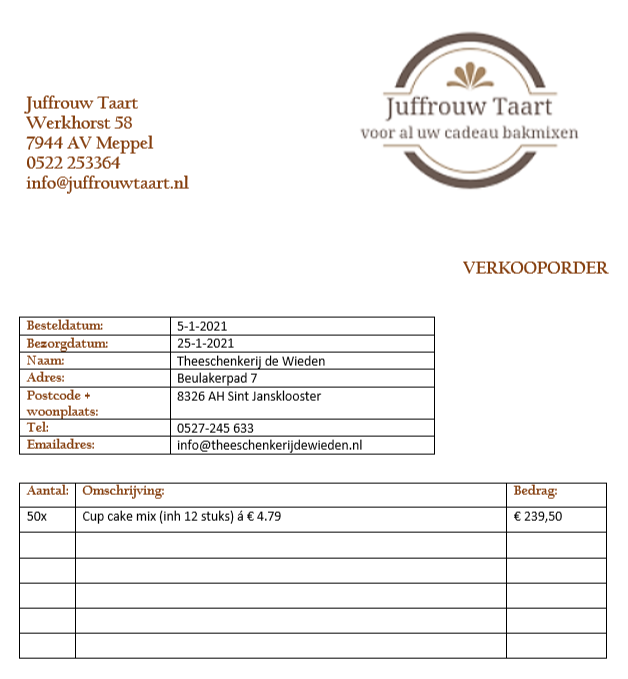 Juffrouw Taart
Werkhorst 58
7944 AV Meppel
0522 253364
info@juffrouwtaart.nl
Juffrouw Taart
voor al uw cadeau bakmixen
VERKOOPORDER
Besteldatum: 5-1-2021
Bezorgdatum: 25-1-2021
Naam: Theeschenkerij de Wieden
Adres: Beulakerpad 7
Postcode + 8326 AH Sint Jansklooster
woonplaats:
Tel: 0527-245 633
Emailadres: info@theeschenkerijdewieden.nl
Aantal: Omschrijving: Bedrag:
50x Cup cake mix (inh 12 stuks) á € 4.79 € 239,50